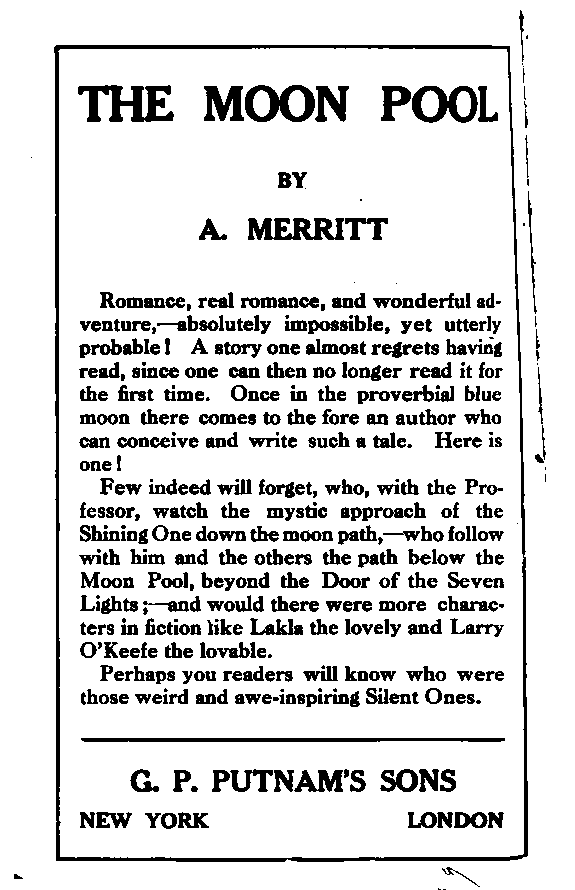 THE MOON POOL
BY
A. MERRITT
Romance, real romance, and wonderful ad-
venture,—absolutely impossible, yet utterly
probable! A story one almost regrets having
read, since one can then no longer read it for
the first time. Once in the proverbial blue
moon there comes to the fore an author who
can conceive and write such a tale. Here is
one!
Few indeed will forget, who, with the Pro-
fessor, watch the mystic approach of the
Shining One down the moon path,—who follow
with him and the others the path below the
Moon Pool, beyond the Door of the Seven
Lights;—and would there were more charac-
ters in fiction like Lakla the lovely and Larry
O'Keefe the lovable.
Perhaps you readers will know who were
those weird and awe-inspiring Silent Ones.
G. P. PUTNAM'S SONS
NEW YORK LONDON